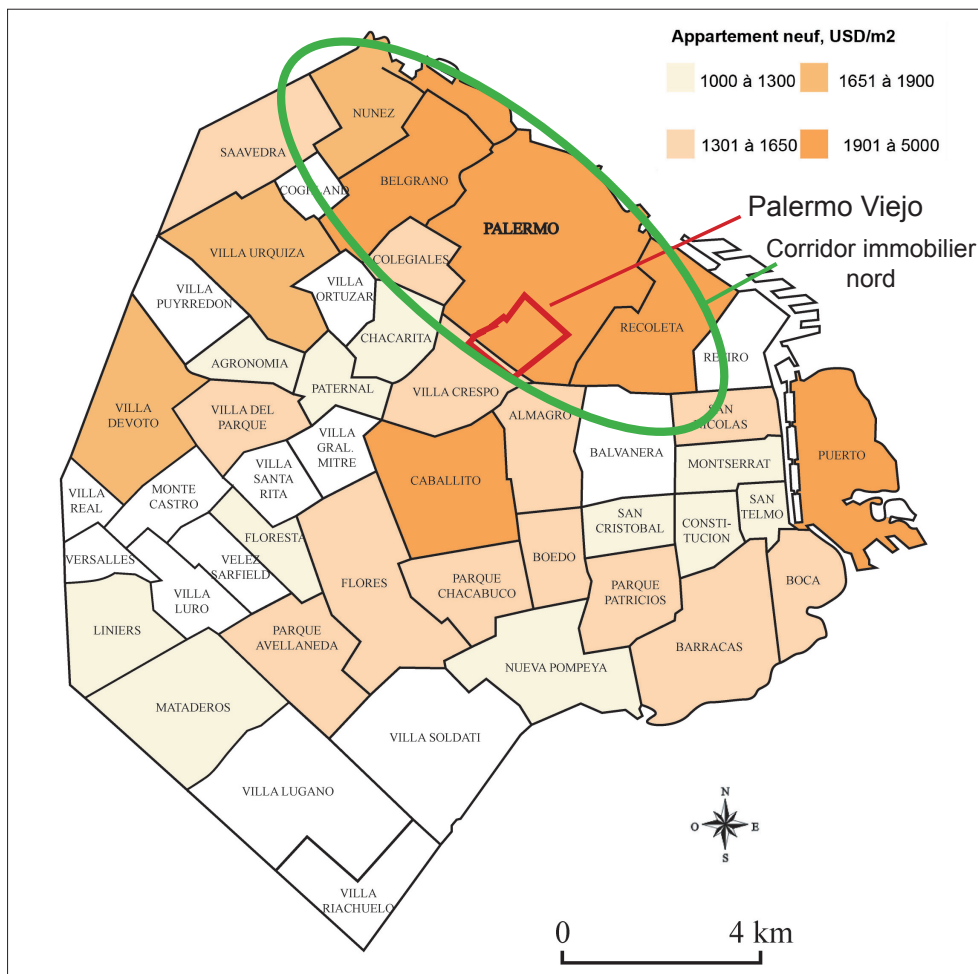 Appartement neuf, USD/m2
1000 à 1300
1651 à 1900
1301 à 1650
1901 à 5000
Palermo Viejo
Corridor immobilier
nord
NUNEZ
SAAVEDRA
COGHLAND
BELGRANO
PALERMO
VILLA URQUIZA
COLEGIALES
VILLA
PUYRREDON
VILLA
ORTUZAR
CHACARITA
RECOLETA
RETIRO
AGRONOMIA
PATERNAL
VILLA CRESPO
VILLA
DEVOTO
VILLA DEL
PARQUE
ALMAGRO
SAN
NICOLAS
VILLA
GRAL.
MITRE
BALVANERA
PUERTO
MONTSERRAT
VILLA
SANTA
RITA
CABALLITO
VILLA
REAL
MONTE
CASTRO
SAN
CRISTOBAL
CONSTI-
TUCION
SAN
TELMO
FLORESTA
VERSALLES
VELEZ
SARFIELD
BOEDO
FLORES
PARQUE
CHACABUCO
PARQUE
PATRICIOS
BOCA
VILLA
LURO
LINIERS
PARQUE
AVELLANEDA
BARRACAS
NUEVA POMPEYA
MATADEROS
VILLA SOLDATI
VILLA LUGANO
N
O
E
S
VILLA
RIACHUELO
0
4 km